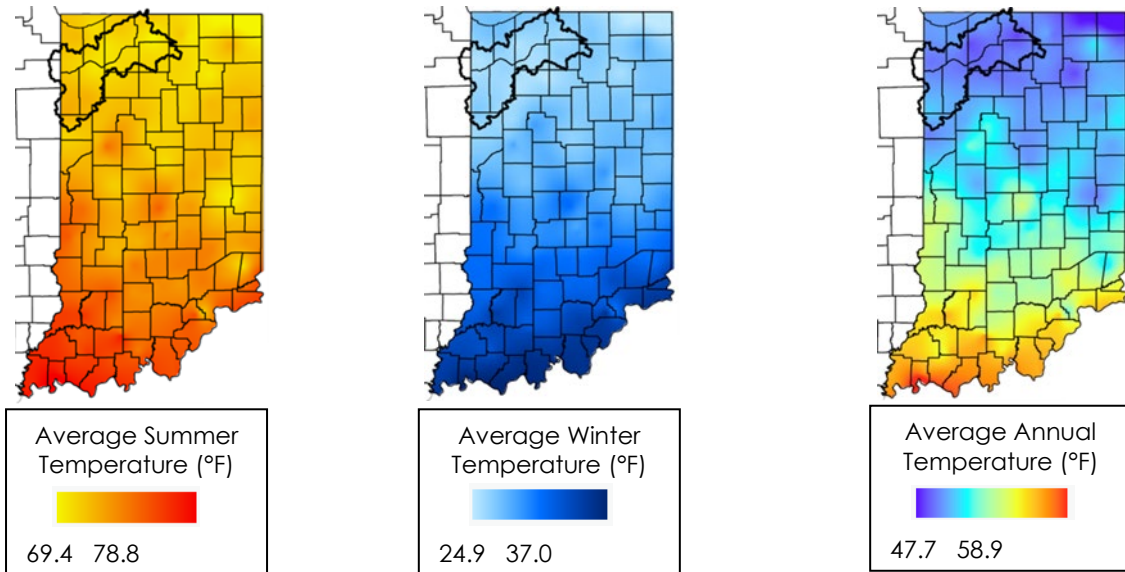 Average Summer
Temperature (°F)
69.4 78.8
Average Winter
Temperature (°F)
24.9 37.0
Average Annual
Temperature (°F)
47.7 58.9